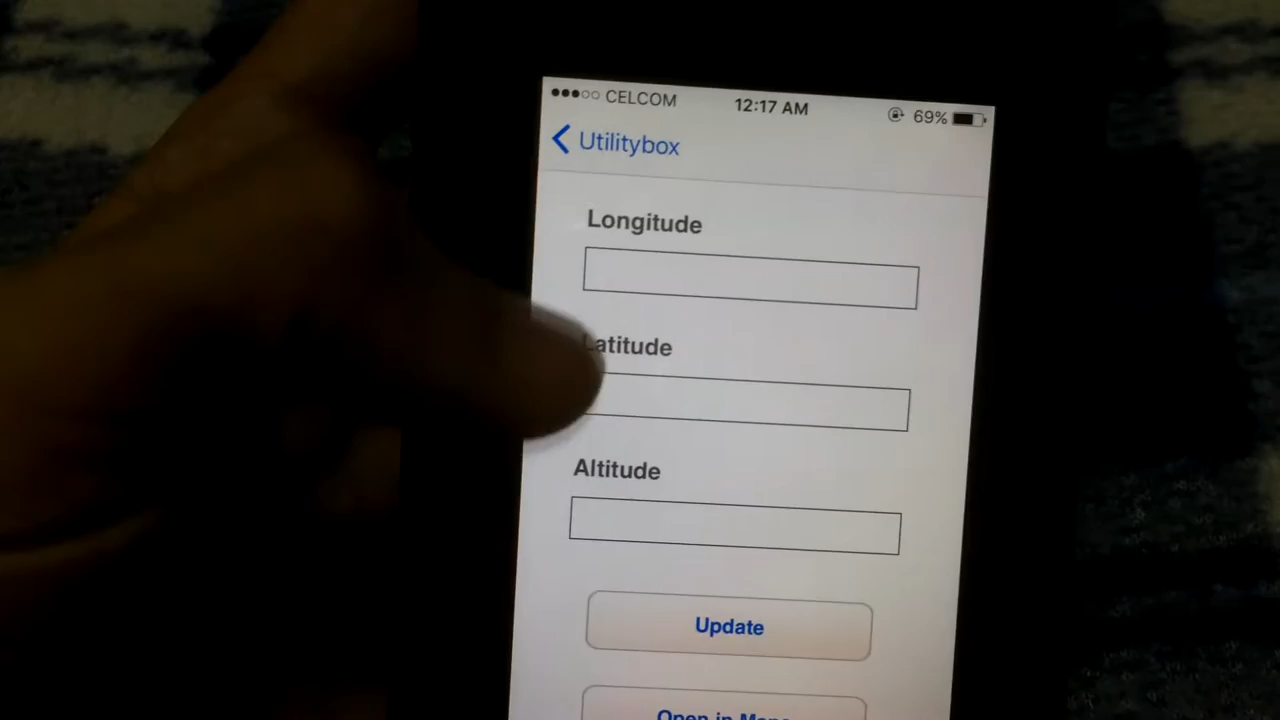 CELCOM 12:17 AM 69%
Utilitybox
Longitude
Latitude
Altitude
Update
Open in Maps